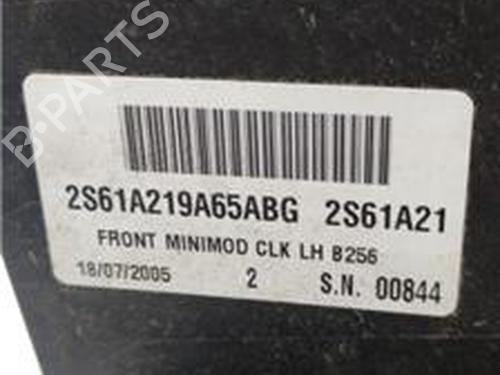 2S61A219A65ABG 2S61A21
FRONT MINIMOD CLK LH B256
18/07/2005 2 S.N. 00844
B-PARTS